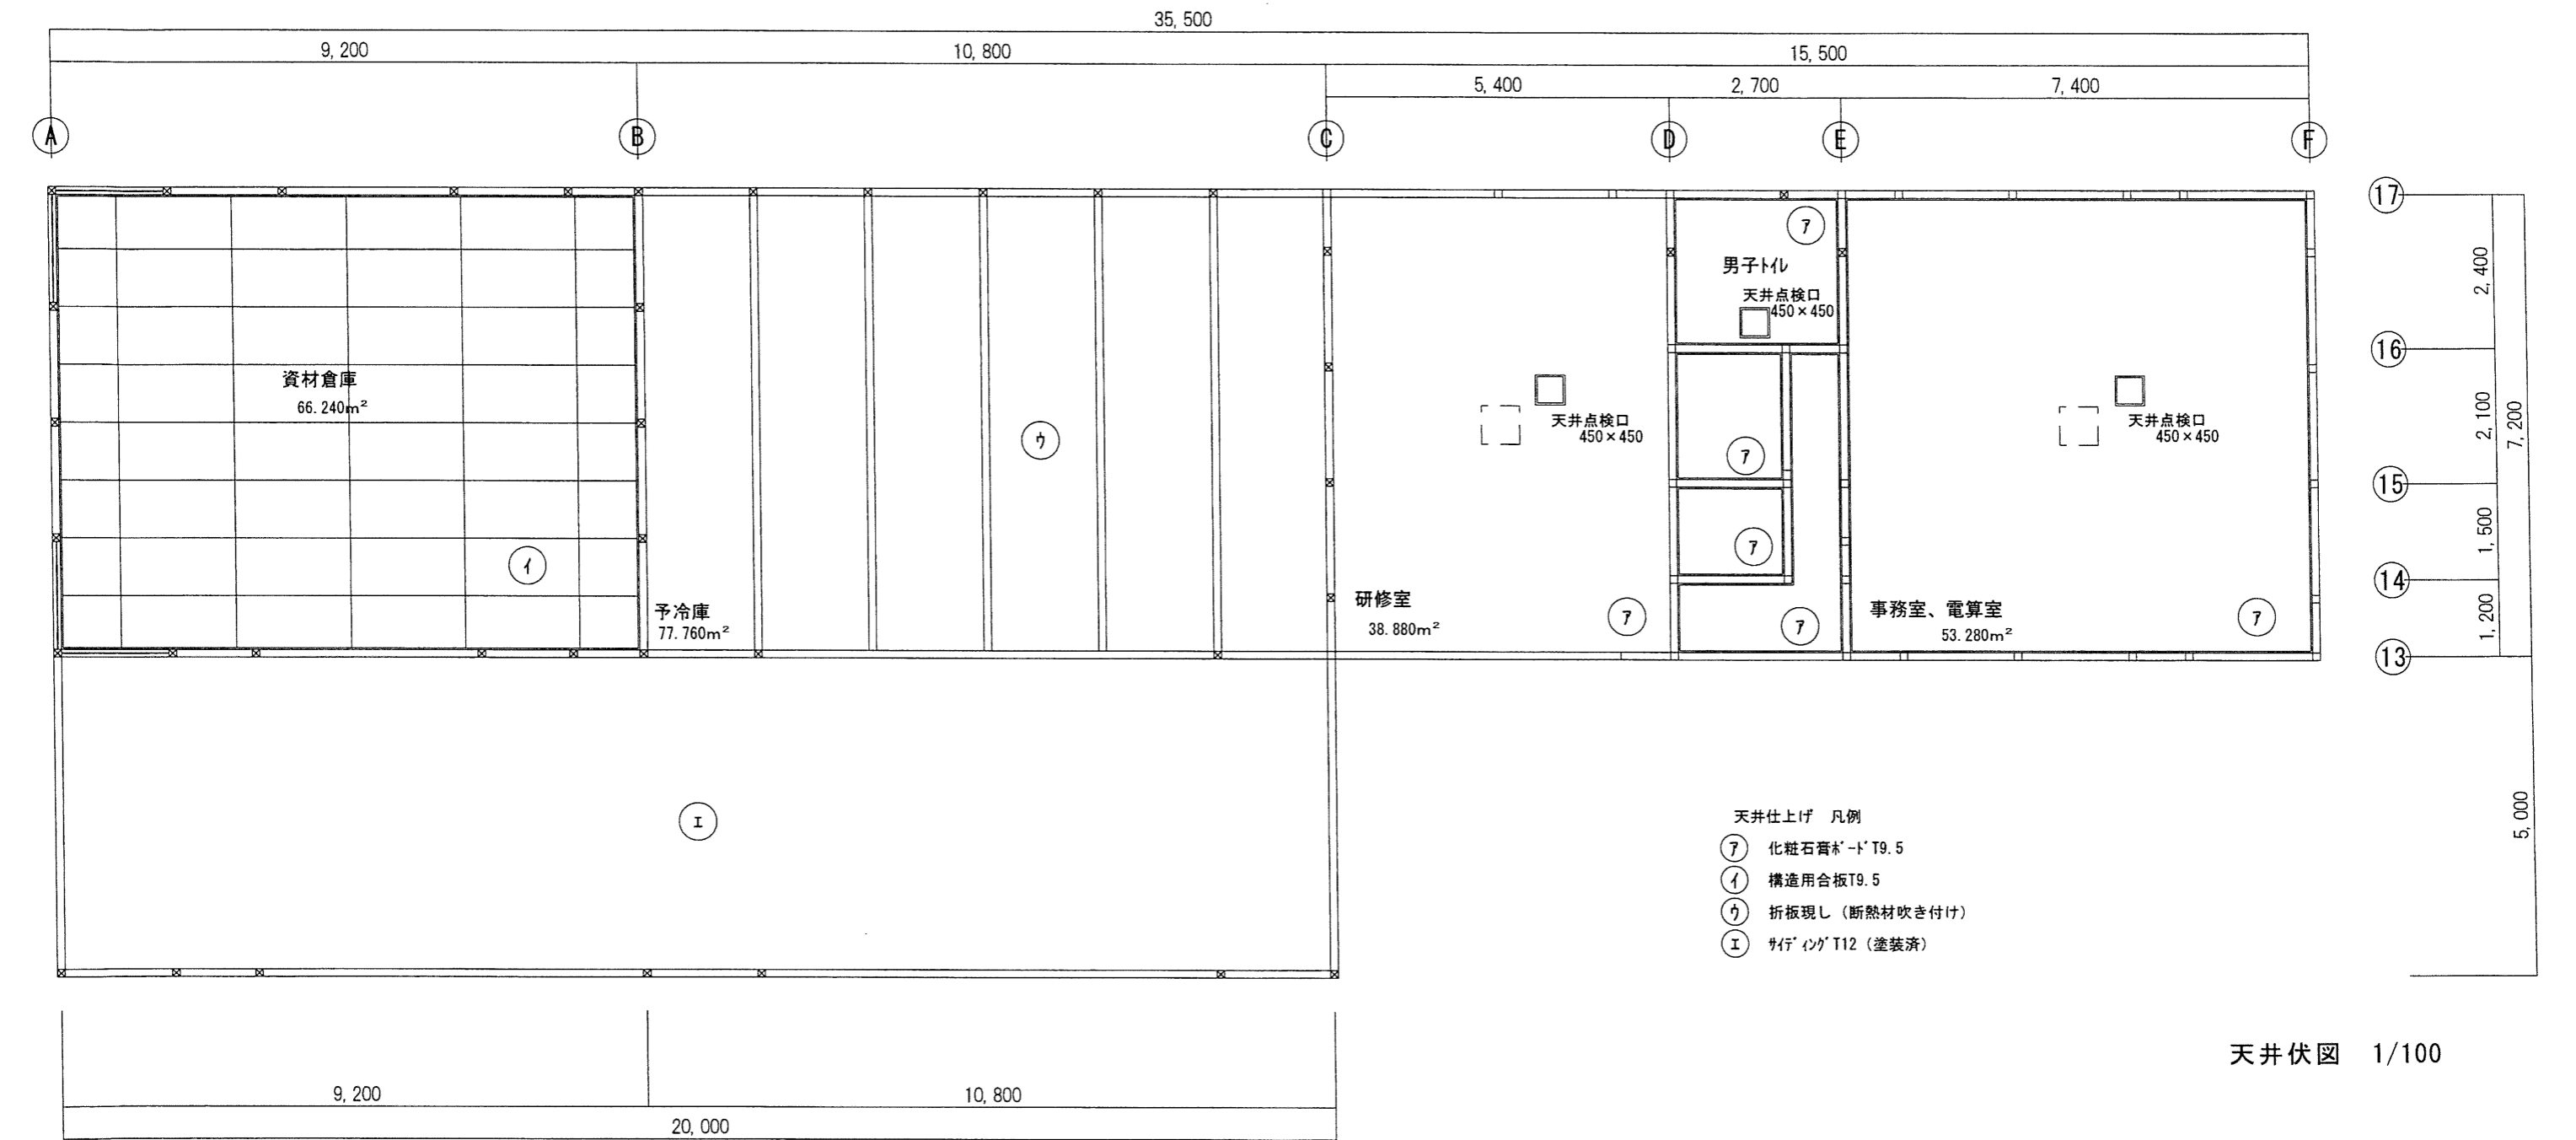 35,500
9,200
10,800
15,500
5,400
2,700
7,400
A
B
C
D
E
F
17
ア
男子ﾄｲﾚ
天井点検口
450×450
2,400
16
資材倉庫
66.240m²
ウ
天井点検口
450×450
ア
天井点検口
450×450
2,100
7,200
15
イ
ア
1,500
14
予冷庫
77.760m²
研修室
38.880m²
ア
ア
事務室、電算室
53.280m²
ア
1,200
13
エ
天井仕上げ 凡例
ア 化粧石膏ﾎﾞｰﾄﾞT9.5
イ 構造用合板T9.5
ウ 折板現し（断熱材吹き付け）
エ ｻｲﾃﾞｨﾝｸﾞT12（塗装済）
5,000
天井伏図 1/100
9,200
10,800
20,000